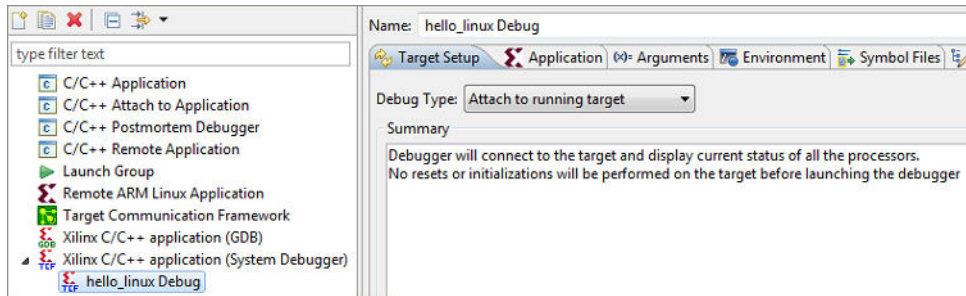 Name: hello_linux Debug
type filter text
C/C++ Application
C/C++ Attach to Application
C/C++ Postmortem Debugger
C/C++ Remote Application
Launch Group
Remote ARM Linux Application
Target Communication Framework
GDB Xilinx C/C++ application (GDB)
TCF Xilinx C/C++ application (System Debugger)
TCF hello_linux Debug
Target Setup Application (x)= Arguments Environment Symbol Files
Debug Type: Attach to running target
Summary
Debugger will connect to the target and display current status of all the processors.
No resets or initializations will be performed on the target before launching the debugger